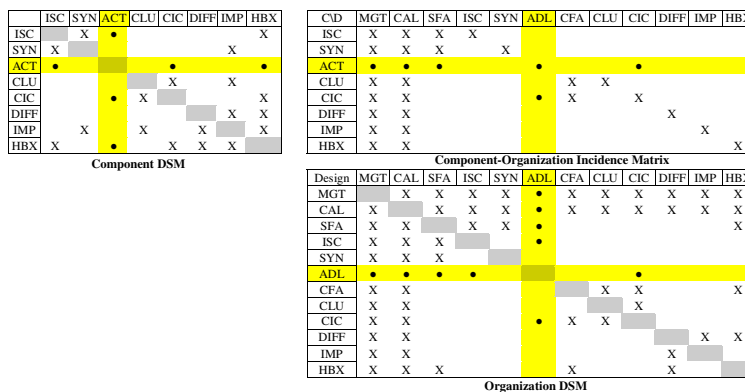 ISC SYN ACT CLU CIC DIFF IMP HBX
ISC X ● X
SYN X X
ACT ● ● ●
CLU X X
CIC ● X X
DIFF X X
IMP X X X X
HBX X ● X X X
Component DSM
C\D MGT CAL SFA ISC SYN ADL CFA CLU CIC DIFF IMP HBX
ISC X X X X
SYN X X X X
ACT ● ● ● ● ●
CLU X X X X
CIC X X ● X X
DIFF X X X
IMP X X X
HBX X X X
Component-Organization Incidence Matrix
Design MGT CAL SFA ISC SYN ADL CFA CLU CIC DIFF IMP HBX
MGT X X X X ● X X X X X X
CAL X X X X ● X X X X X X
SFA X X X X ● X
ISC X X X ●
SYN X X X
ADL ● ● ● ● ●
CFA X X X X X
CLU X X X
CIC X X ● X X
DIFF X X X X
IMP X X X
HBX X X X X X
Organization DSM